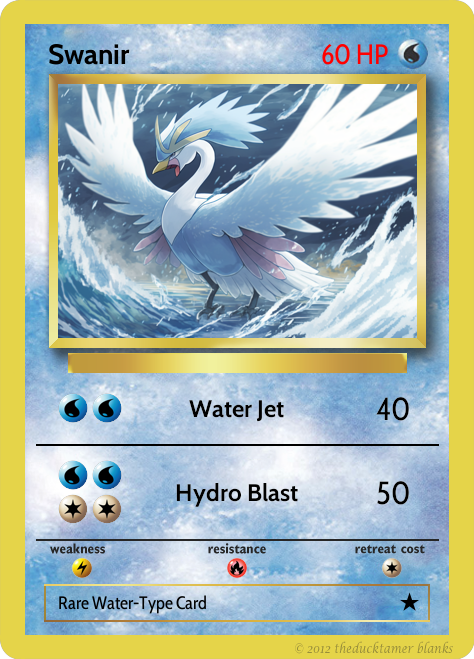 Swanir 60 HP
Water Jet 40
Hydro Blast 50
weakness resistance retreat cost
Rare Water-Type Card
© 2012 theducktamer blanks